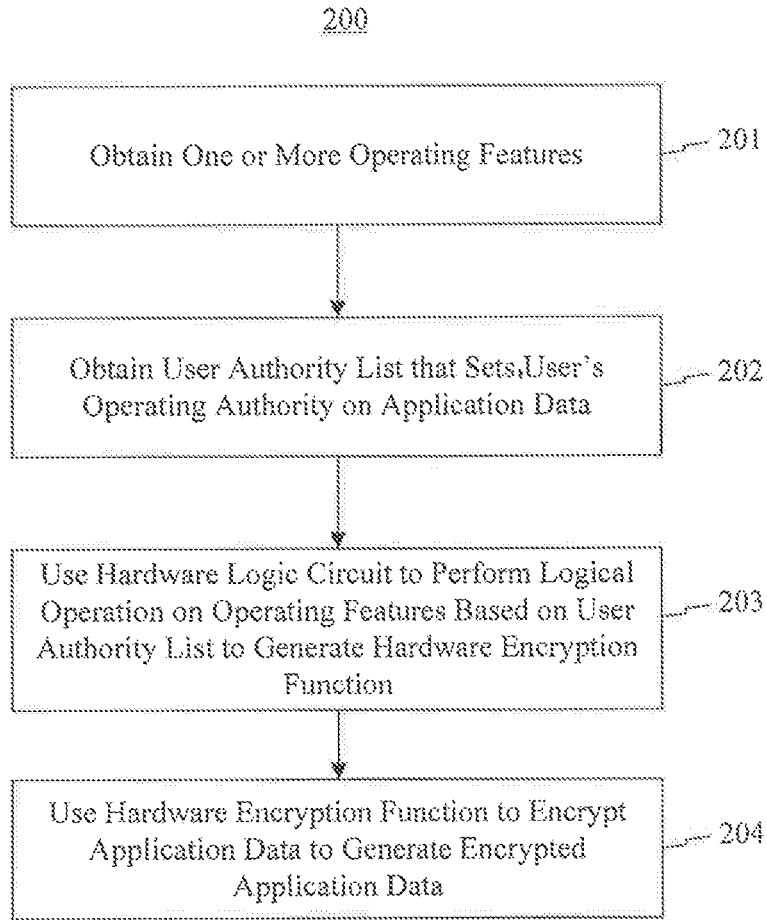 200
Obtain One or More Operating Features
201
Obtain User Authority List that Sets User's
Operating Authority on Application Data
202
Use Hardware Logic Circuit to Perform Logical
Operation on Operating Features Based on User
Authority List to Generate Hardware Encryption
Function
203
Use Hardware Encryption Function to Encrypt
Application Data to Generate Encrypted
Application Data
204